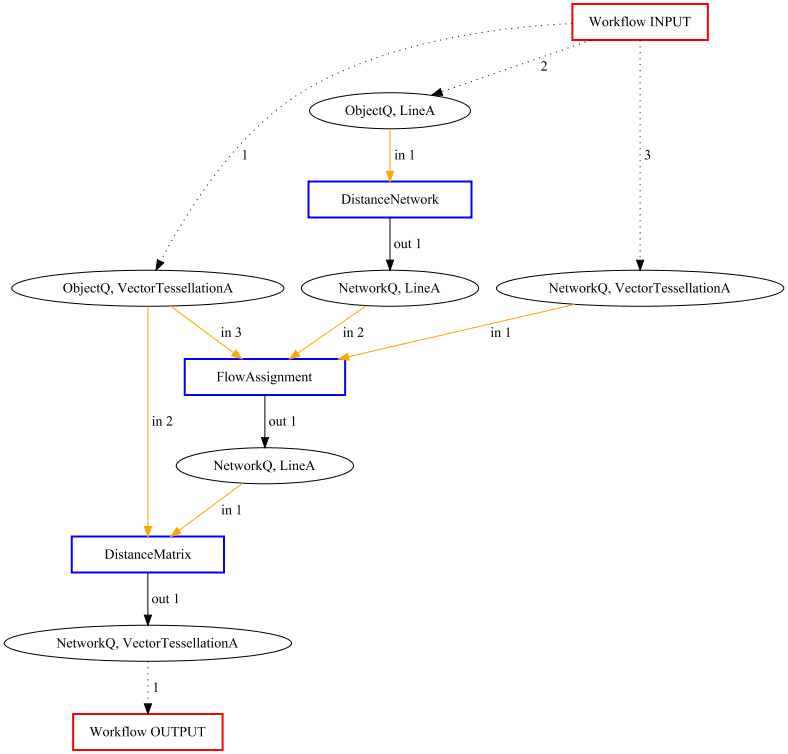 Workflow INPUT
2
ObjectQ, LineA
1
in 1
3
DistanceNetwork
out 1
ObjectQ, VectorTessellationA
NetworkQ, LineA
NetworkQ, VectorTessellationA
in 3
in 2
in 1
FlowAssignment
in 2
out 1
NetworkQ, LineA
in 1
DistanceMatrix
out 1
NetworkQ, VectorTessellationA
1
Workflow OUTPUT